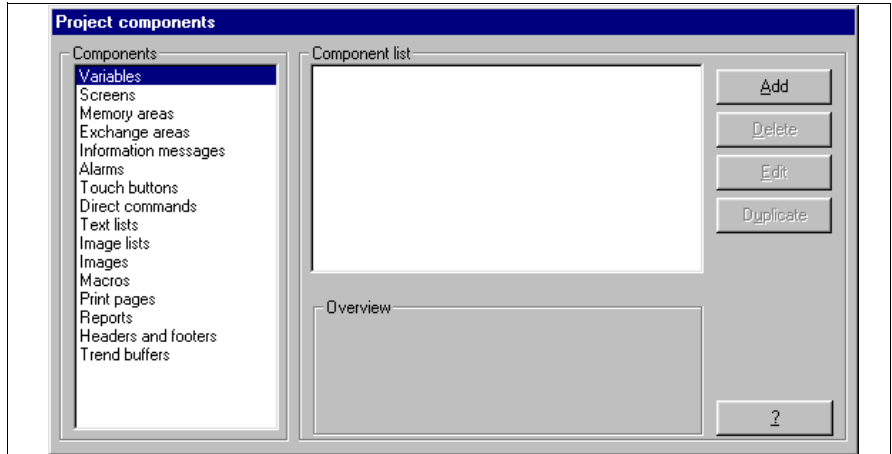 Project components
Components
Variables
Screens
Memory areas
Exchange areas
Information messages
Alarms
Touch buttons
Direct commands
Text lists
Image lists
Images
Macros
Print pages
Reports
Headers and footers
Trend buffers
Component list
Add
Delete
Edit
Duplicate
Overview
?